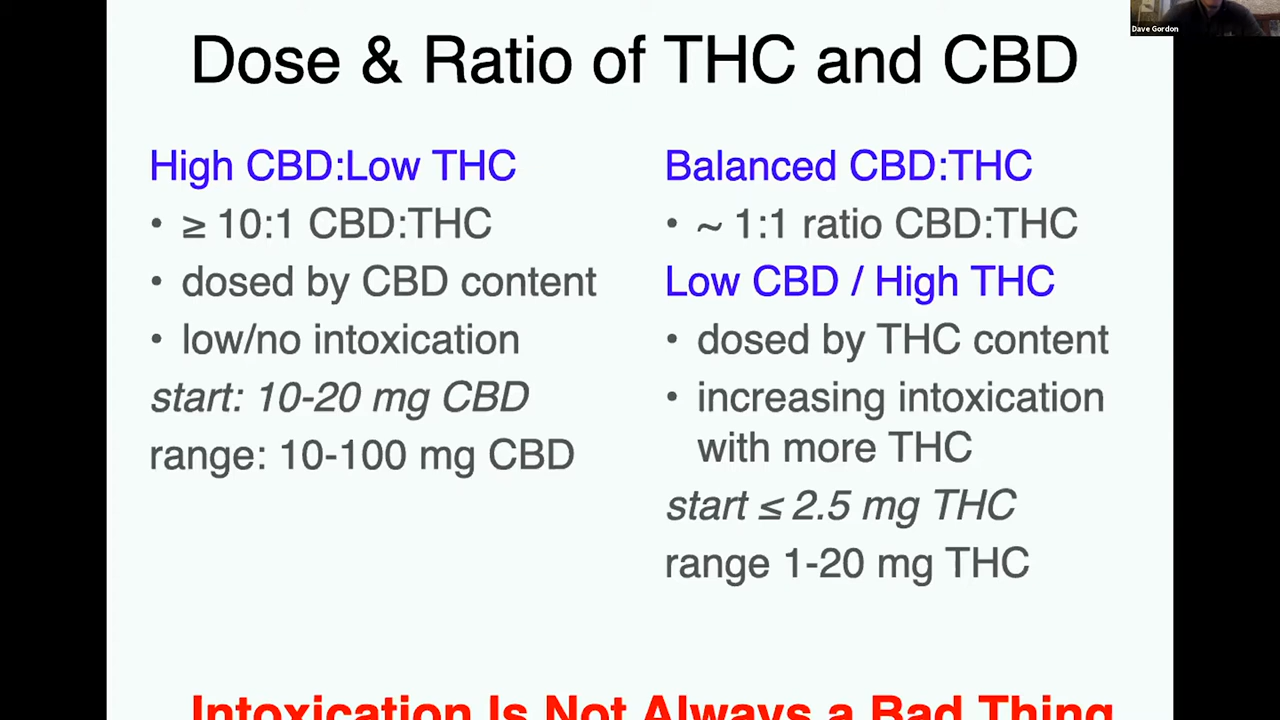 Dave Gordon
Dose & Ratio of THC and CBD
High CBD:Low THC
• ≥ 10:1 CBD:THC
• dosed by CBD content
• low/no intoxication
start: 10-20 mg CBD
range: 10-100 mg CBD
Balanced CBD:THC
• ~ 1:1 ratio CBD:THC
Low CBD / High THC
• dosed by THC content
• increasing intoxication
with more THC
start ≤ 2.5 mg THC
range 1-20 mg THC
Intoxication Is Not Always a Bad Thing